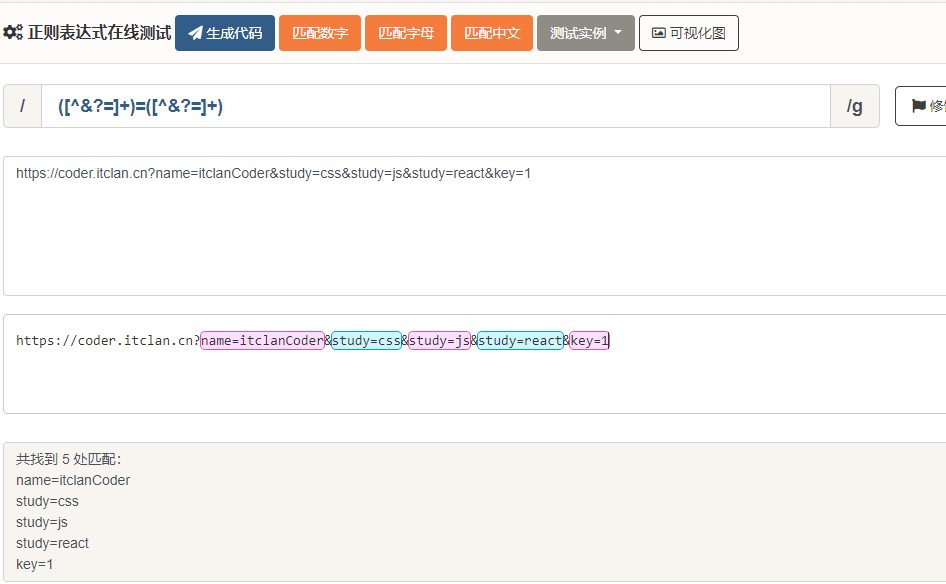 正则表达式在线测试 生成代码 匹配数字 匹配字母 匹配中文 测试实例 可视化图
/ ([^&?=]+)=([^&?=]+) /g
https://coder.itclan.cn?name=itclanCoder&study=css&study=js&study=react&key=1
https://coder.itclan.cn?name=itclanCoder&study=css&study=js&study=react&key=1
共找到 5 处匹配：
name=itclanCoder
study=css
study=js
study=react
key=1